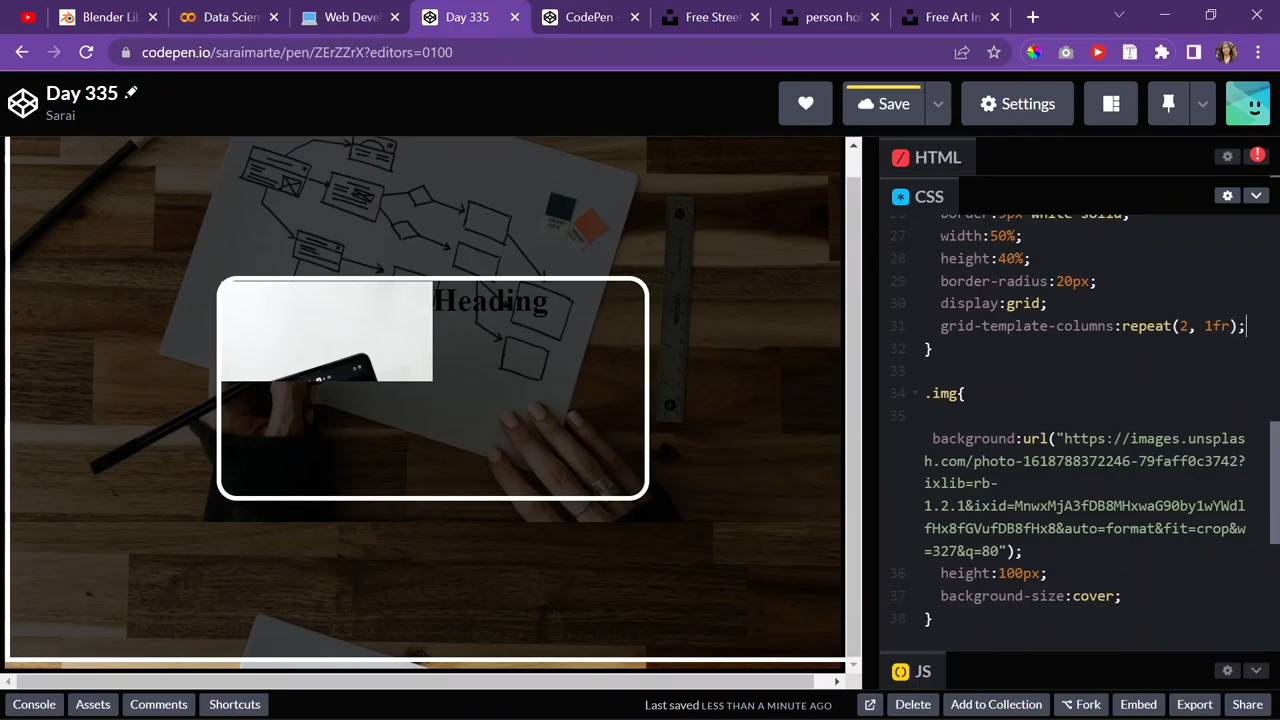 Blender Lil
Data Scien
Web Devel
Day 335
CodePen -
Free Street
person hol
Free Art In
codepen.io/saraimarte/pen/ZErZZrX?editors=0100
Day 335
Sarai
Save
Settings
HTML
CSS
Heading
27 width:50%;
28 height:40%;
29 border-radius:20px;
30 display:grid;
31 grid-template-columns:repeat(2, 1fr);
32 }
33
34 .img{
35
background:url("https://images.unsplas
h.com/photo-1618788372246-79faff0c3742?
ixlib=rb-
1.2.1&ixid=MnwxMjA3fDB8MHxwaG90by1wYWdl
fHx8fGVufDB8fHx8&auto=format&fit=crop&w
=327&q=80");
36 height:100px;
37 background-size:cover;
38 }
JS
Console
Assets
Comments
Shortcuts
Last saved LESS THAN A MINUTE AGO
Delete
Add to Collection
Fork
Embed
Export
Share